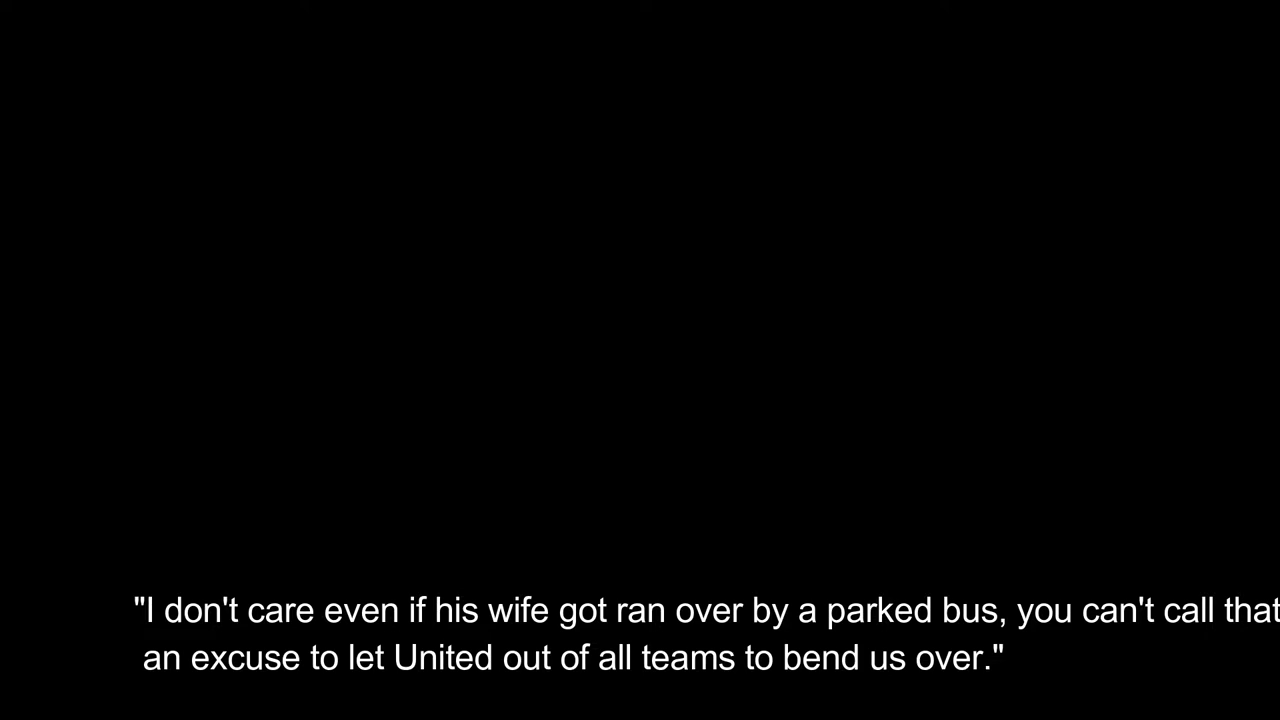 "I don't care even if his wife got ran over by a parked bus, you can't call that
an excuse to let United out of all teams to bend us over."